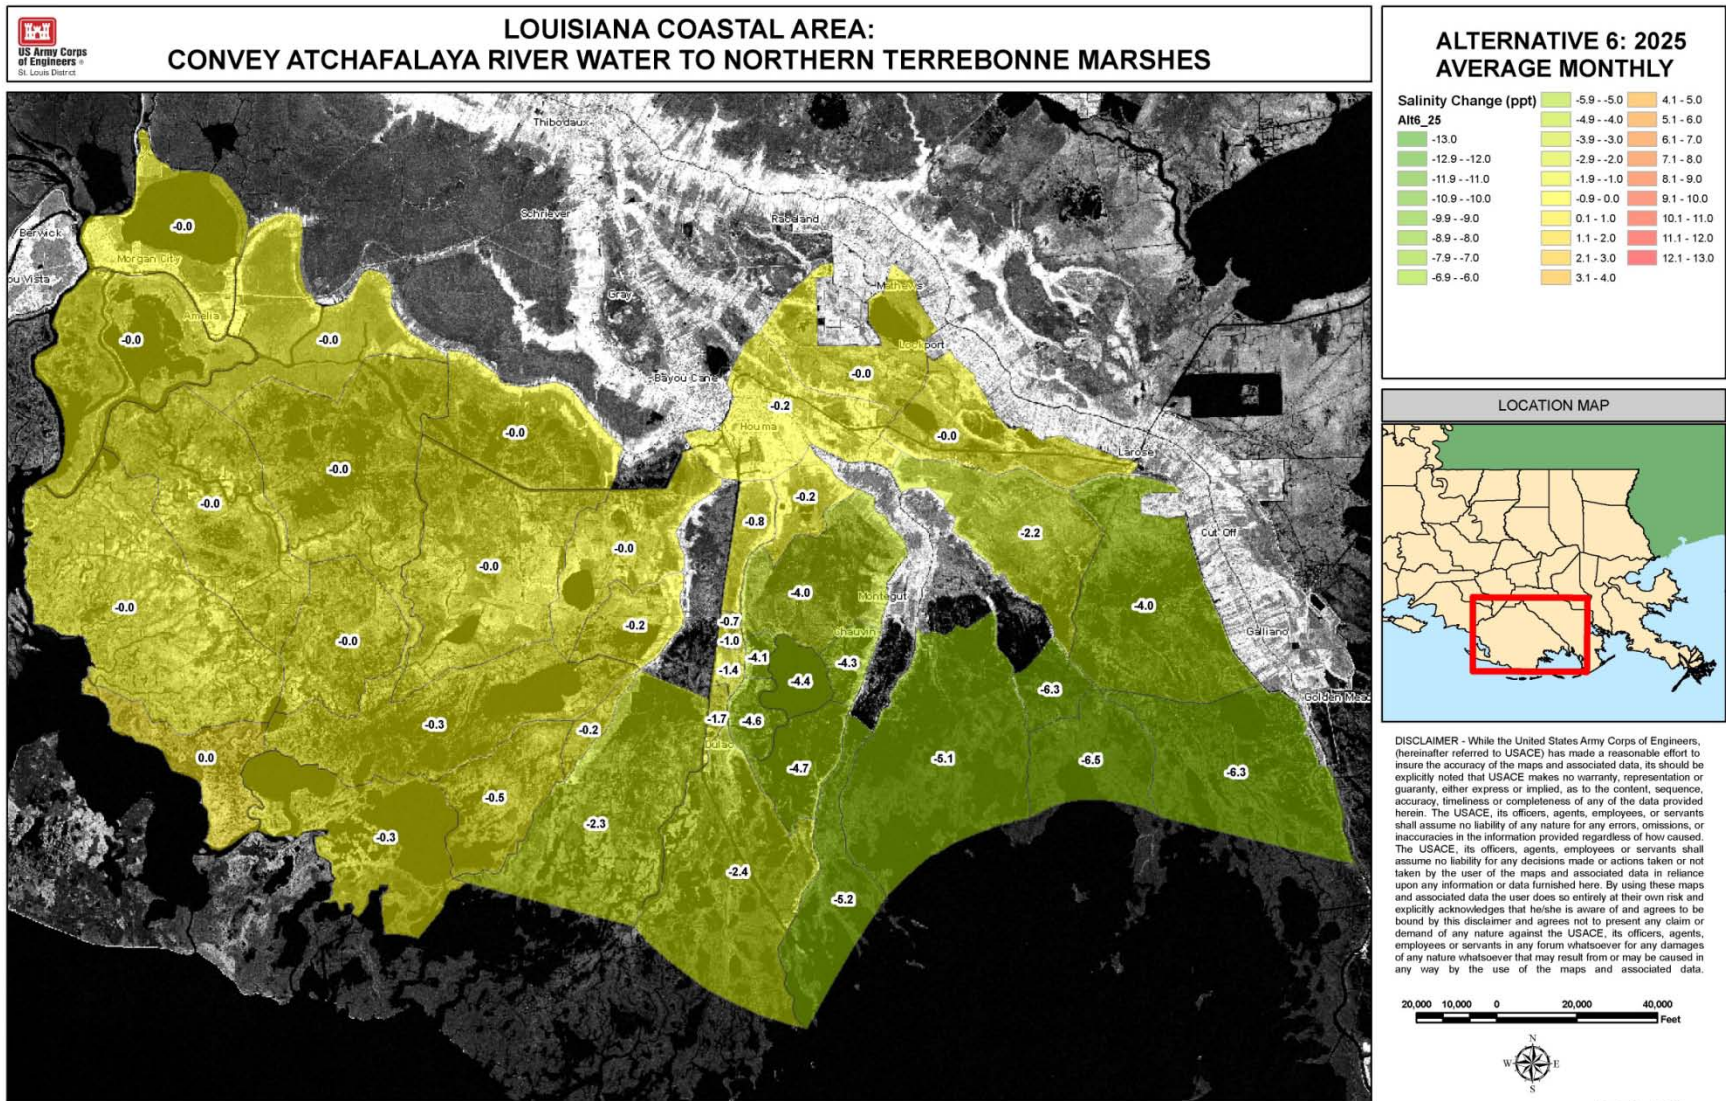 US Army Corps
of Engineers ®
St. Louis District
LOUISIANA COASTAL AREA:
CONVEY ATCHAFALAYA RIVER WATER TO NORTHERN TERREBONNE MARSHES
ALTERNATIVE 6: 2025
AVERAGE MONTHLY
Salinity Change (ppt)
Alt6_25
-13.0
-12.9 - -12.0
-11.9 - -11.0
-10.9 - -10.0
-9.9 - -9.0
-8.9 - -8.0
-7.9 - -7.0
-6.9 - -6.0
-5.9 - -5.0
-4.9 - -4.0
-3.9 - -3.0
-2.9 - -2.0
-1.9 - -1.0
-0.9 - 0.0
0.1 - 1.0
1.1 - 2.0
2.1 - 3.0
3.1 - 4.0
4.1 - 5.0
5.1 - 6.0
6.1 - 7.0
7.1 - 8.0
8.1 - 9.0
9.1 - 10.0
10.1 - 11.0
11.1 - 12.0
12.1 - 13.0
Thibodaux
Schriever
Raceland
Berwick
-0.0
Morgan City
ou Vista
Gray
Mathews
Amelia
-0.0
-0.0
Lockport
Bayou Cane
-0.0
-0.2
Houma
-0.0
-0.0
Larose
-0.0
-0.0
-0.2
-0.8
-2.2
Cut Off
-0.0
-0.0
-4.0
Montegut
-0.0
-4.0
-0.7
-0.2
Chauvin
Galliano
-0.0
-1.0
-4.1
-4.3
-1.4
-4.4
-6.3
Golden Mead
-0.3
-0.2
-1.7
-4.6
Dulac
0.0
-4.7
-5.1
-6.5
-6.3
-0.5
-2.3
-0.3
-2.4
-5.2
LOCATION MAP
DISCLAIMER - While the United States Army Corps of Engineers,
(hereinafter referred to USACE) has made a reasonable effort to
insure the accuracy of the maps and associated data, its should be
explicitly noted that USACE makes no warranty, representation or
guaranty, either express or implied, as to the content, sequence,
accuracy, timeliness or completeness of any of the data provided
herein. The USACE, its officers, agents, employees, or servants
shall assume no liability of any nature for any errors, omissions, or
inaccuracies in the information provided regardless of how caused.
The USACE, its officers, agents, employees or servants shall
assume no liability for any decisions made or actions taken or not
taken by the user of the maps and associated data in reliance
upon any information or data furnished here. By using these maps
and associated data the user does so entirely at their own risk and
explicitly acknowledges that he/she is aware of and agrees to be
bound by this disclaimer and agrees not to present any claim or
demand of any nature against the USACE, its officers, agents,
employees or servants in any forum whatsoever for any damages
of any nature whatsoever that may result from or may be caused in
any way by the use of the maps and associated data.
20,000 10,000 0 20,000 40,000
Feet
N
W E
S